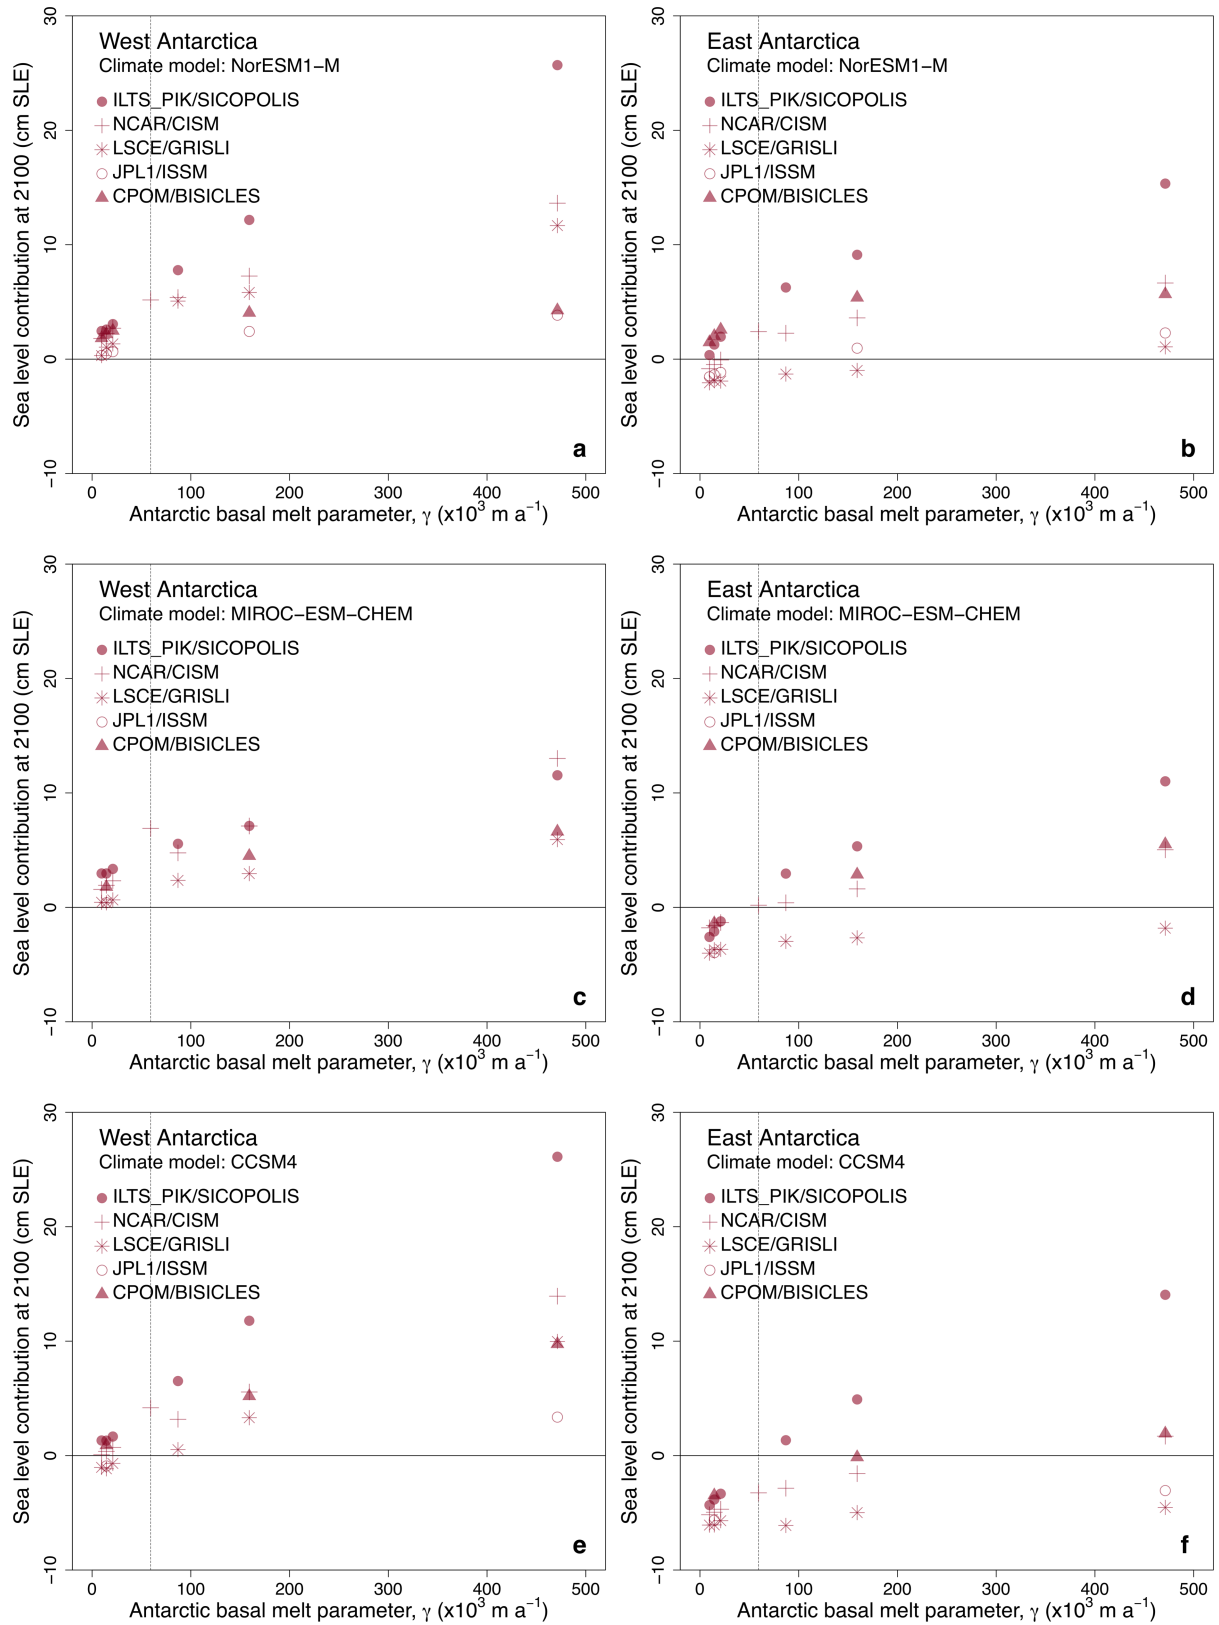 West Antarctica
Climate model: NorESM1−M
ILTS_PIK/SICOPOLIS
NCAR/CISM
LSCE/GRISLI
JPL1/ISSM
CPOM/BISICLES
30
20
10
0
−10
Sea level contribution at 2100 (cm SLE)
a
0 100 200 300 400 500
Antarctic basal melt parameter, γ (x10³ m a⁻¹)
East Antarctica
Climate model: NorESM1−M
ILTS_PIK/SICOPOLIS
NCAR/CISM
LSCE/GRISLI
JPL1/ISSM
CPOM/BISICLES
30
20
10
0
−10
Sea level contribution at 2100 (cm SLE)
b
0 100 200 300 400 500
Antarctic basal melt parameter, γ (x10³ m a⁻¹)
West Antarctica
Climate model: MIROC−ESM−CHEM
ILTS_PIK/SICOPOLIS
NCAR/CISM
LSCE/GRISLI
JPL1/ISSM
CPOM/BISICLES
30
20
10
0
−10
Sea level contribution at 2100 (cm SLE)
c
0 100 200 300 400 500
Antarctic basal melt parameter, γ (x10³ m a⁻¹)
East Antarctica
Climate model: MIROC−ESM−CHEM
ILTS_PIK/SICOPOLIS
NCAR/CISM
LSCE/GRISLI
JPL1/ISSM
CPOM/BISICLES
30
20
10
0
−10
Sea level contribution at 2100 (cm SLE)
d
0 100 200 300 400 500
Antarctic basal melt parameter, γ (x10³ m a⁻¹)
West Antarctica
Climate model: CCSM4
ILTS_PIK/SICOPOLIS
NCAR/CISM
LSCE/GRISLI
JPL1/ISSM
CPOM/BISICLES
30
20
10
0
−10
Sea level contribution at 2100 (cm SLE)
e
0 100 200 300 400 500
Antarctic basal melt parameter, γ (x10³ m a⁻¹)
East Antarctica
Climate model: CCSM4
ILTS_PIK/SICOPOLIS
NCAR/CISM
LSCE/GRISLI
JPL1/ISSM
CPOM/BISICLES
30
20
10
0
−10
Sea level contribution at 2100 (cm SLE)
f
0 100 200 300 400 500
Antarctic basal melt parameter, γ (x10³ m a⁻¹)